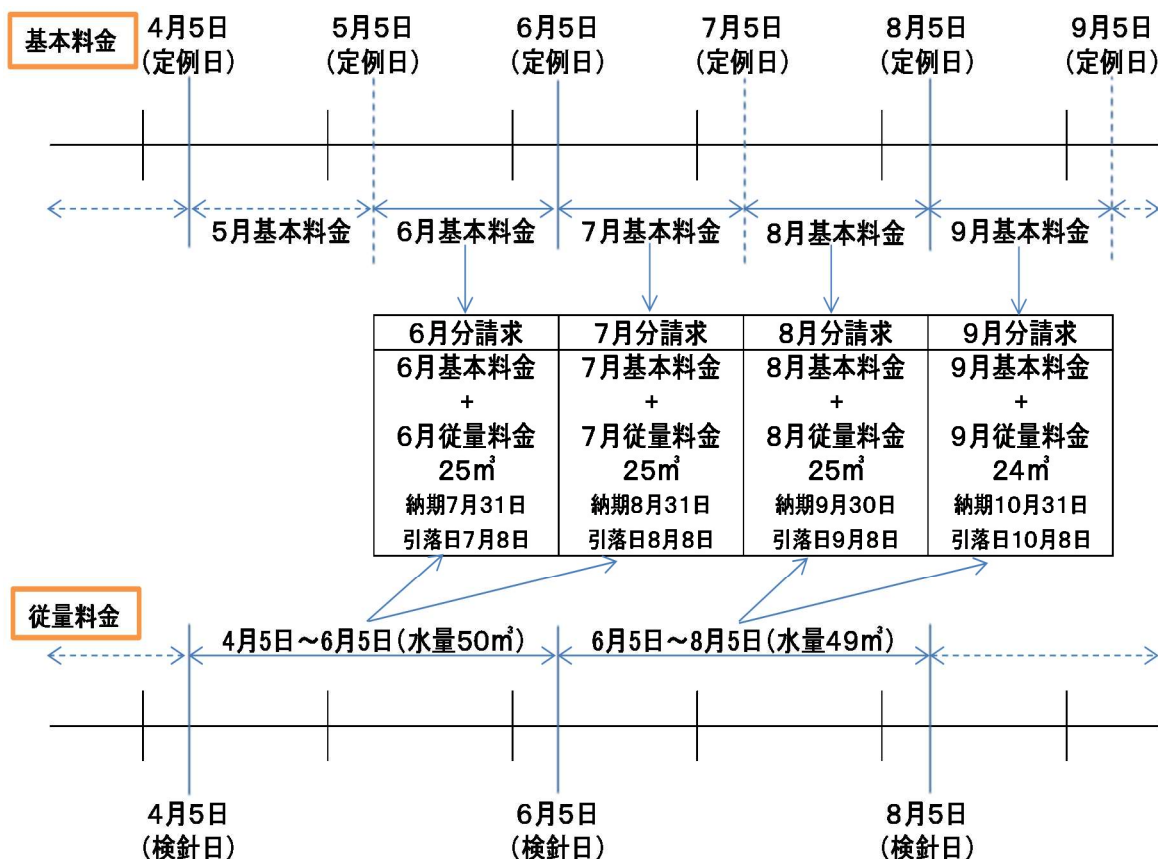 基本料金
4月5日
(定例日)
5月5日
(定例日)
6月5日
(定例日)
7月5日
(定例日)
8月5日
(定例日)
9月5日
(定例日)
5月基本料金
6月基本料金
7月基本料金
8月基本料金
9月基本料金
6月分請求
6月基本料金
+
6月従量料金
25㎥
納期7月31日
引落日7月8日
7月分請求
7月基本料金
+
7月従量料金
25㎥
納期8月31日
引落日8月8日
8月分請求
8月基本料金
+
8月従量料金
25㎥
納期9月30日
引落日9月8日
9月分請求
9月基本料金
+
9月従量料金
24㎥
納期10月31日
引落日10月8日
従量料金
4月5日～6月5日(水量50㎥)
6月5日～8月5日(水量49㎥)
4月5日
(検針日)
6月5日
(検針日)
8月5日
(検針日)